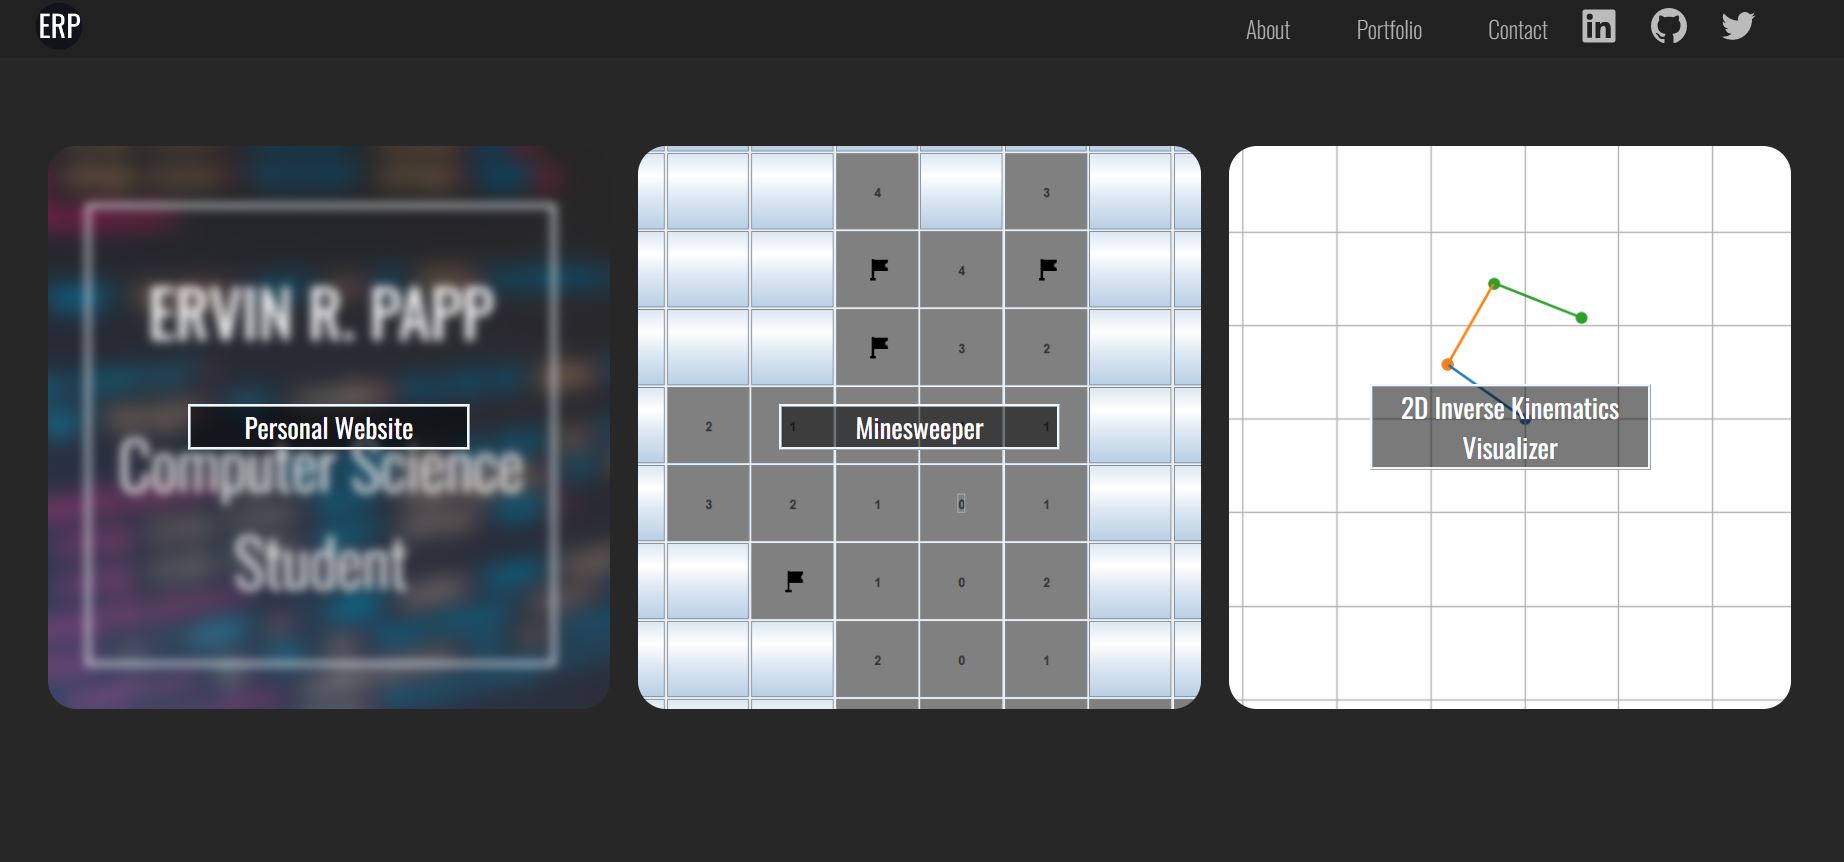 ERP
About Portfolio Contact
ERVIN R. PAPP
Personal Website
Computer Science
Student
4 3
4
3 2
2 1 1
Minesweeper
3 2 1 0 1
1 0 2
2 0 1
2D Inverse Kinematics
Visualizer